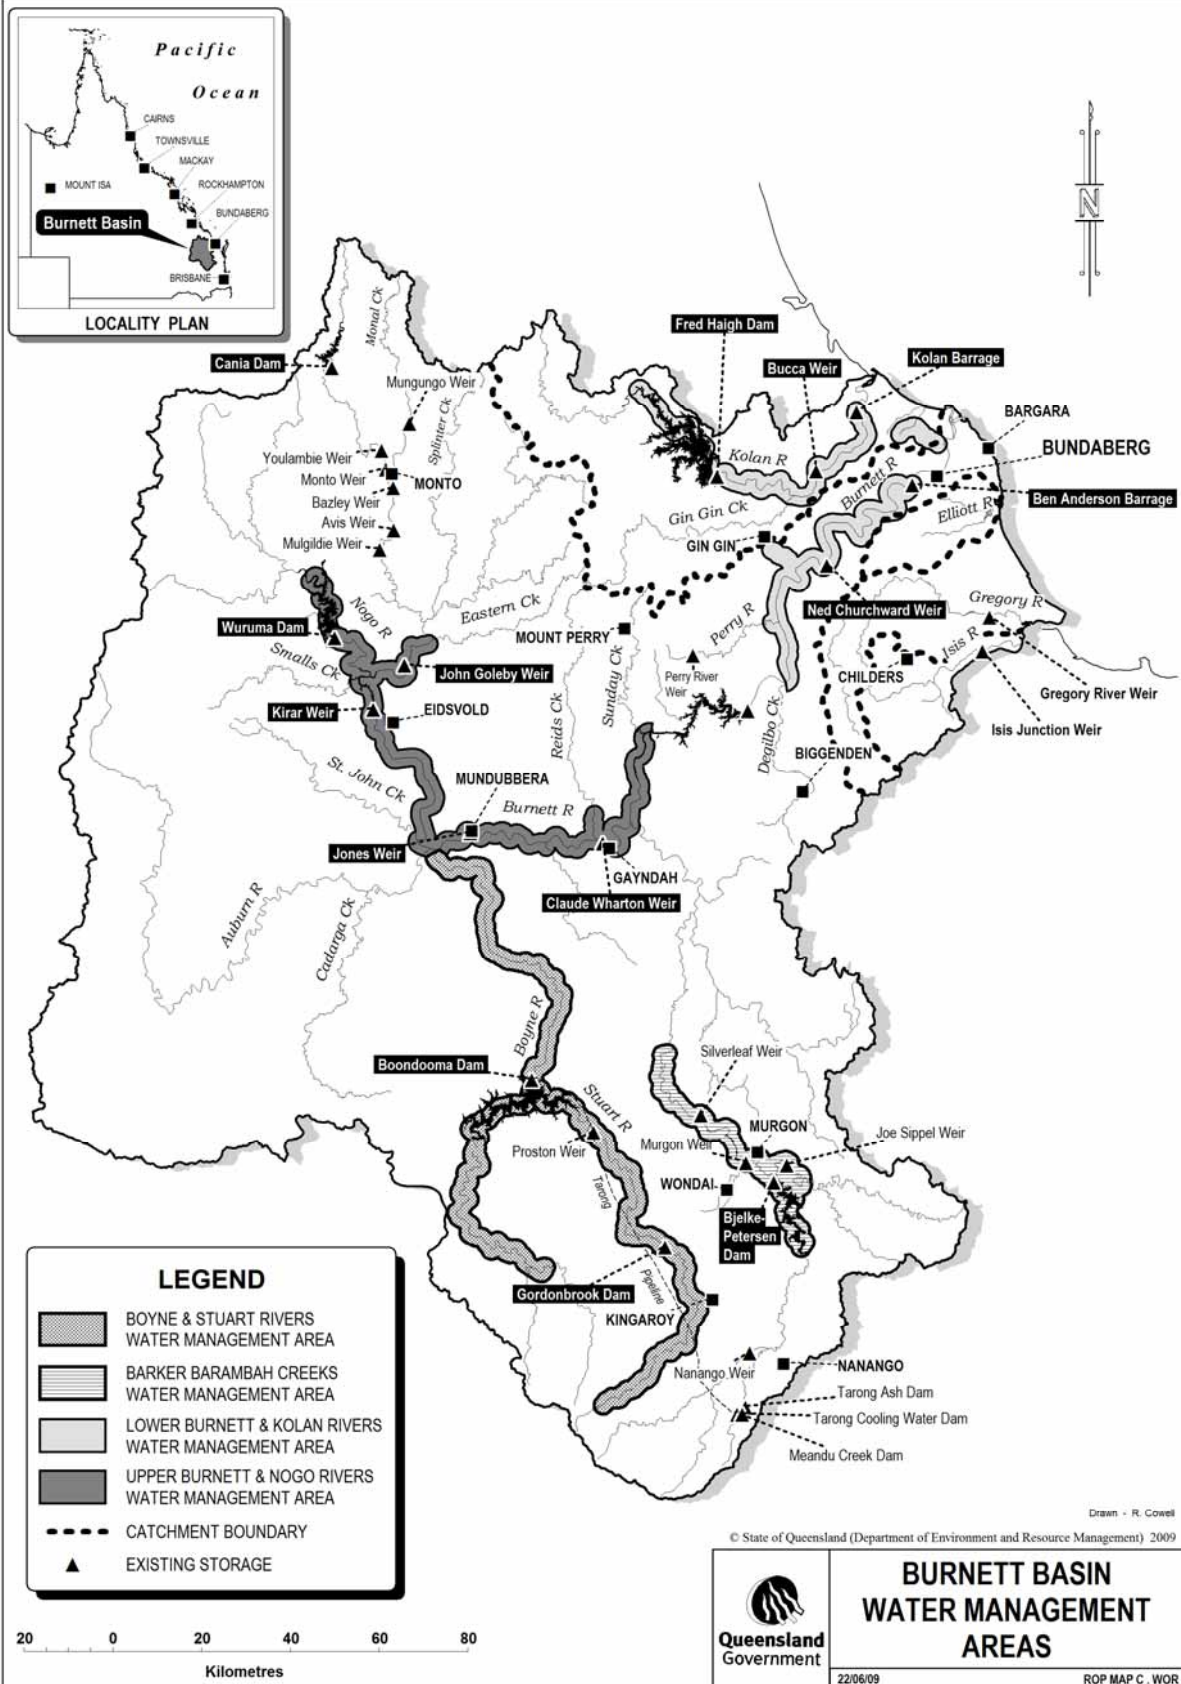 Pacific
Ocean
CAIRNS
TOWNSVILLE
MACKAY
MOUNT ISA
ROCKHAMPTON
BUNDABERG
Burnett Basin
BRISBANE
LOCALITY PLAN
N
Monal Ck
Fred Haigh Dam
Cania Dam
Bucca Weir
Kolan Barrage
Mungungo Weir
Splinter Ck
BARGARA
BUNDABERG
Youlambie Weir
Kolan R
Monto Weir
MONTO
Burnett R
Bazley Weir
Ben Anderson Barrage
Avis Weir
Gin Gin Ck
Elliott R
Mulgildie Weir
GIN GIN
Nogo R
Eastern Ck
Gregory R
Ned Churchward Weir
Wuruma Dam
MOUNT PERRY
Perry R
Isis R
Smalls Ck
John Goleby Weir
Perry River
Weir
CHILDERS
Gregory River Weir
Kirar Weir
EIDSVOLD
Reids Ck
Sunday Ck
Isis Junction Weir
Degilbo Ck
BIGGENDEN
St. John Ck
MUNDUBBERA
Burnett R
Jones Weir
GAYNDAH
Claude Wharton Weir
Auburn R
Cadarga Ck
Boyne R
Boondooma Dam
Silverleaf Weir
Stuart R
MURGON
Joe Sippel Weir
Proston Weir
Murgon Weir
Tarong
WONDAI
Bjelke-
Petersen
Dam
Pipeline
Gordonbrook Dam
KINGAROY
Nanango Weir
NANANGO
Tarong Ash Dam
Tarong Cooling Water Dam
Meandu Creek Dam
LEGEND
BOYNE & STUART RIVERS
WATER MANAGEMENT AREA
BARKER BARAMBAH CREEKS
WATER MANAGEMENT AREA
LOWER BURNETT & KOLAN RIVERS
WATER MANAGEMENT AREA
UPPER BURNETT & NOGO RIVERS
WATER MANAGEMENT AREA
CATCHMENT BOUNDARY
EXISTING STORAGE
20 0 20 40 60 80
Kilometres
Drawn - R. Cowell
© State of Queensland (Department of Environment and Resource Management) 2009
Queensland
Government
BURNETT BASIN
WATER MANAGEMENT
AREAS
22/06/09 ROP MAP C . WOR